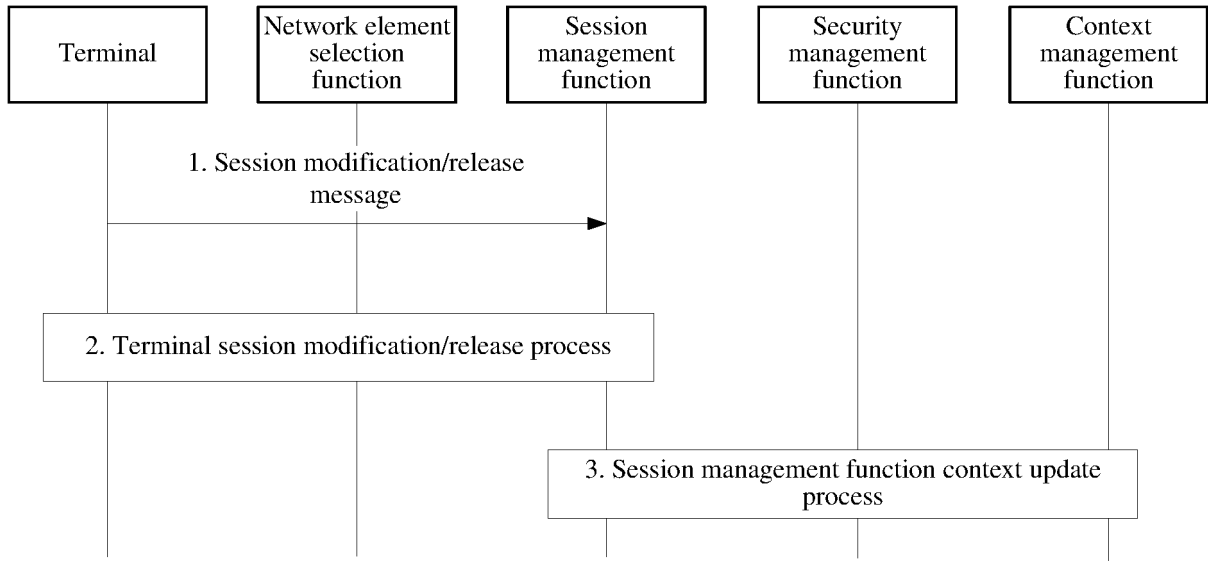 Terminal
Network element
selection
function
Session
management
function
Security
management
function
Context
management
function
1. Session modification/release
message
2. Terminal session modification/release process
3. Session management function context update
process